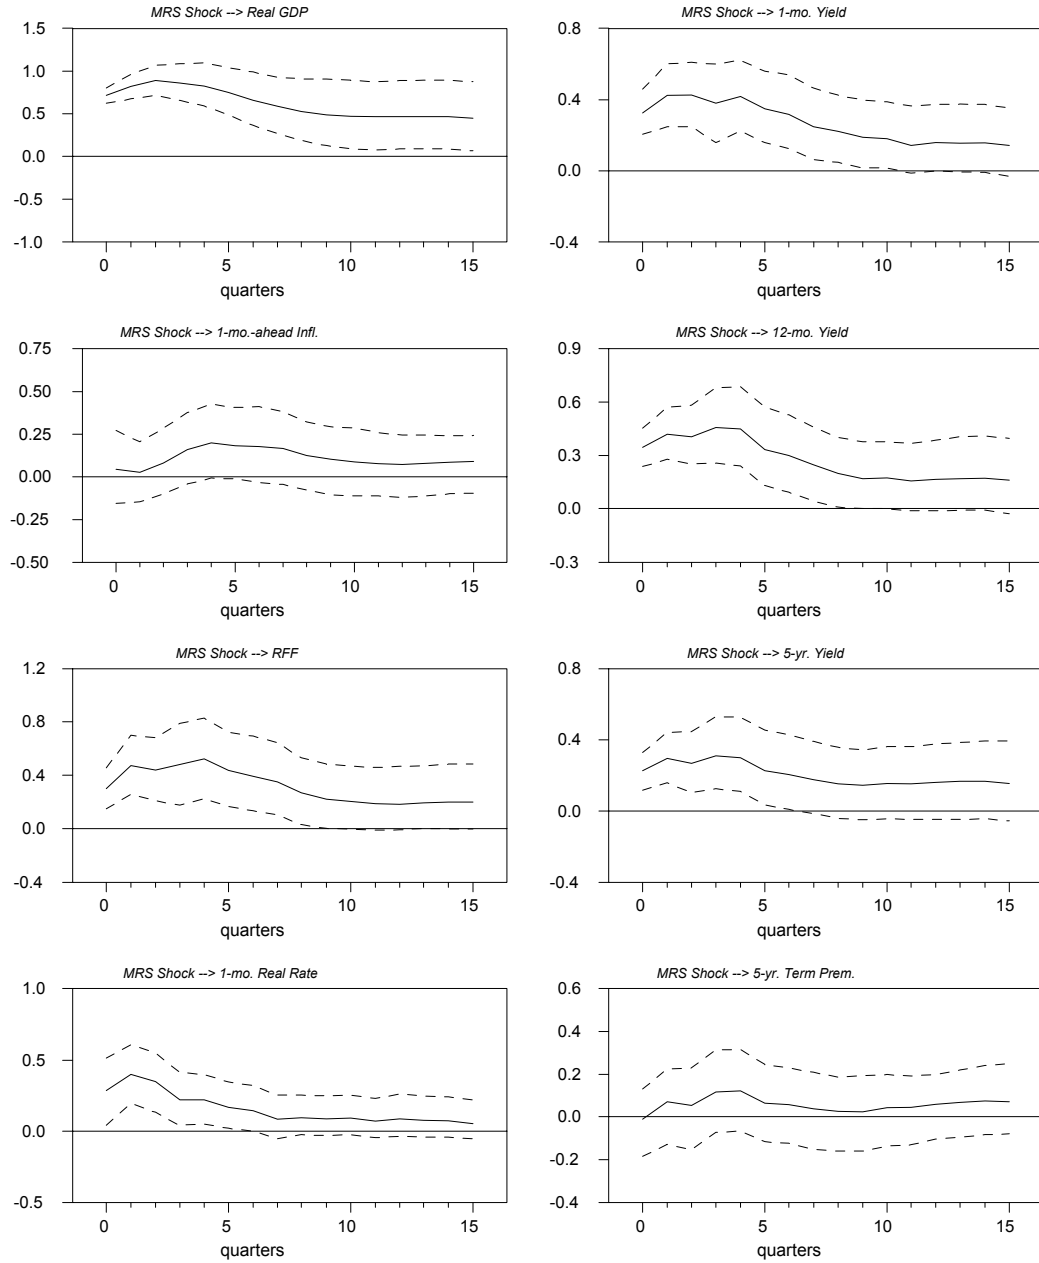 MRS Shock --> Real GDP
1.5
1.0
0.5
0.0
-0.5
-1.0
0 5 10 15
quarters
MRS Shock --> 1-mo. Yield
0.8
0.4
0.0
-0.4
0 5 10 15
quarters
MRS Shock --> 1-mo.-ahead Infl.
0.75
0.50
0.25
0.00
-0.25
-0.50
0 5 10 15
quarters
MRS Shock --> 12-mo. Yield
0.9
0.6
0.3
0.0
-0.3
0 5 10 15
quarters
MRS Shock --> RFF
1.2
0.8
0.4
0.0
-0.4
0 5 10 15
quarters
MRS Shock --> 5-yr. Yield
0.8
0.4
0.0
-0.4
0 5 10 15
quarters
MRS Shock --> 1-mo. Real Rate
1.0
0.5
0.0
-0.5
0 5 10 15
quarters
MRS Shock --> 5-yr. Term Prem.
0.6
0.4
0.2
0.0
-0.2
-0.4
0 5 10 15
quarters